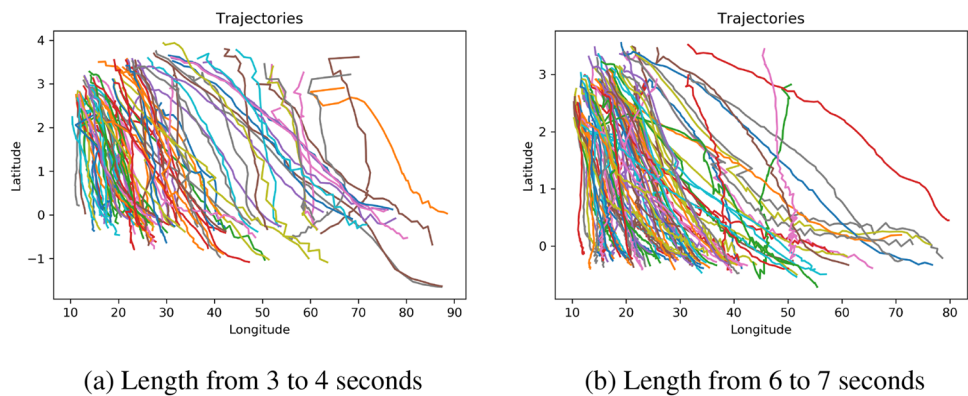 Trajectories
4
3
2
1
0
−1
Latitude
10 20 30 40 50 60 70 80 90
Longitude
(a) Length from 3 to 4 seconds
Trajectories
3
2
1
0
Latitude
10 20 30 40 50 60 70 80
Longitude
(b) Length from 6 to 7 seconds